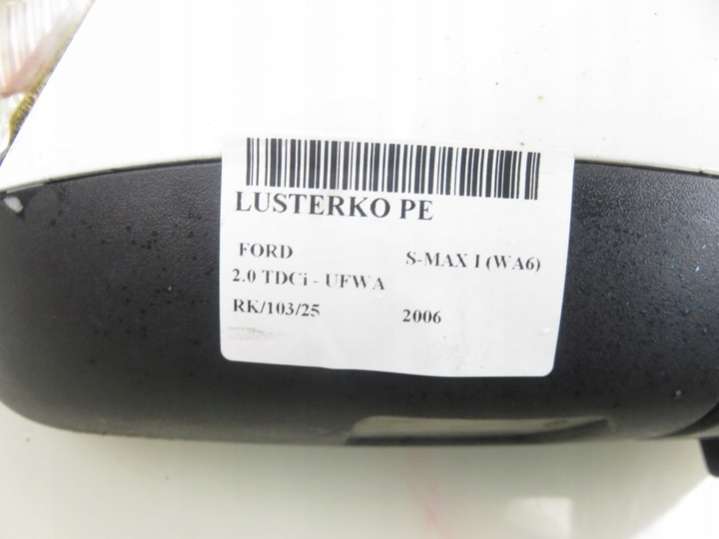 LUSTERKO PE
FORD S-MAX I (WA6)
2.0 TDCi - UFWA
RK/103/25 2006